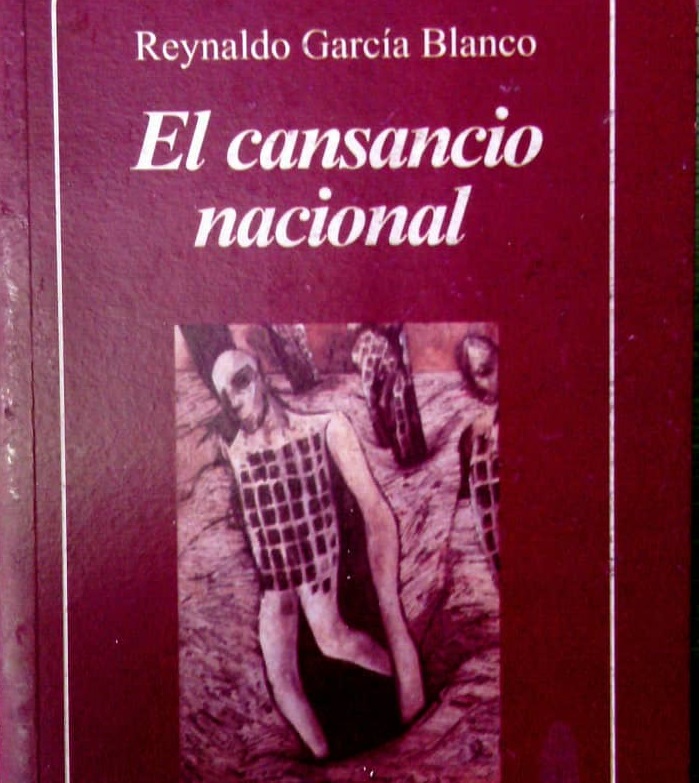 Reynaldo García Blanco
El cansancio
nacional